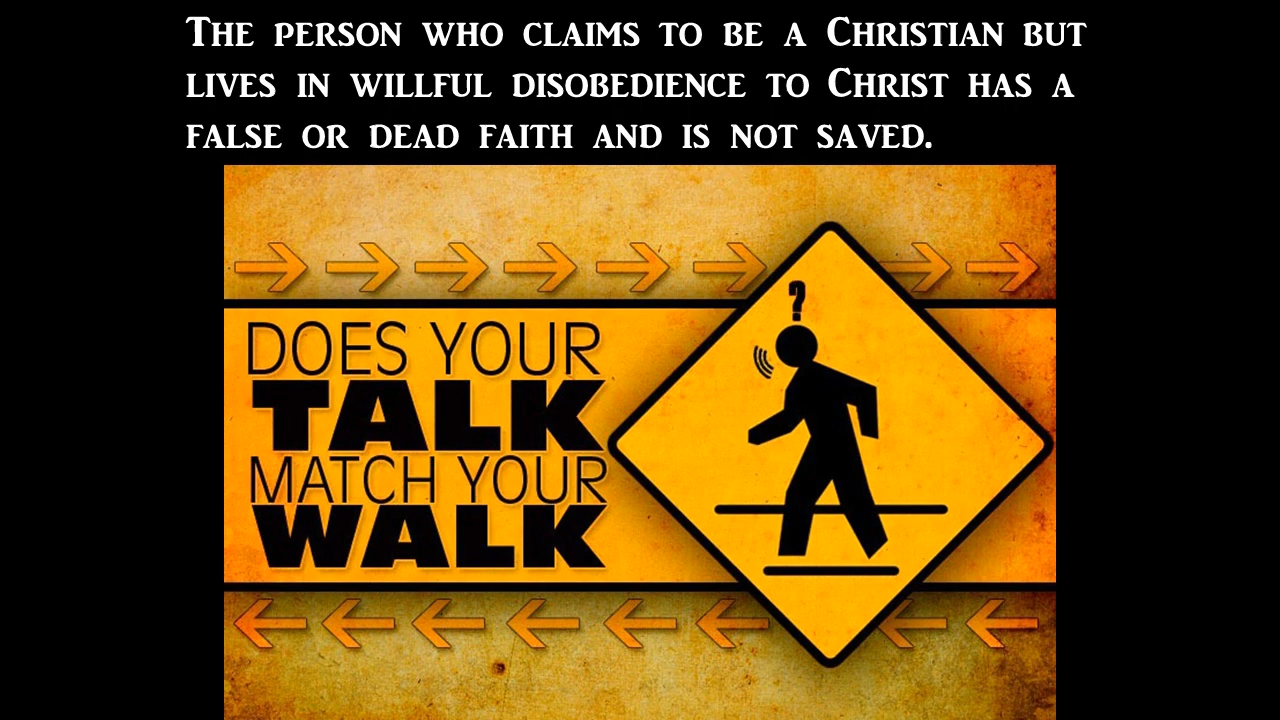 The person who claims to be a Christian but
lives in willful disobedience to Christ has a
false or dead faith and is not saved.
?
DOES YOUR
TALK
MATCH YOUR
WALK